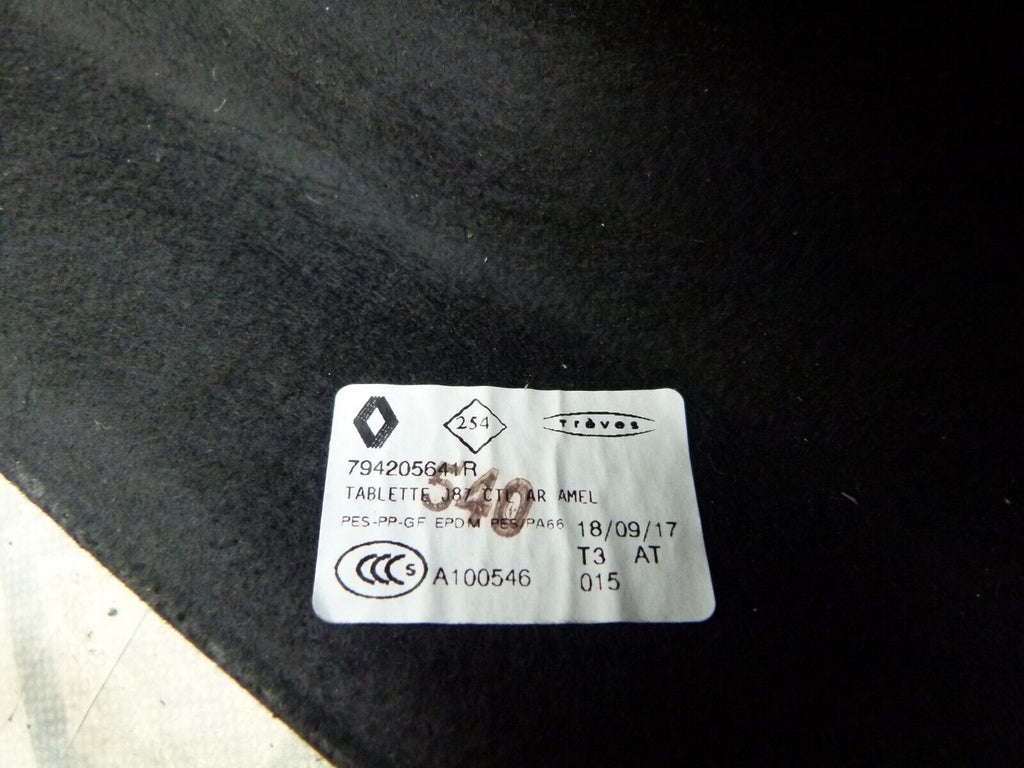 254
Trèves
794205641R
540
TABLETTE J87 CTL AR AMEL
PES-PP-GF EPDM PES/PA66
18/09/17
T3 AT
CCC S A100546
015